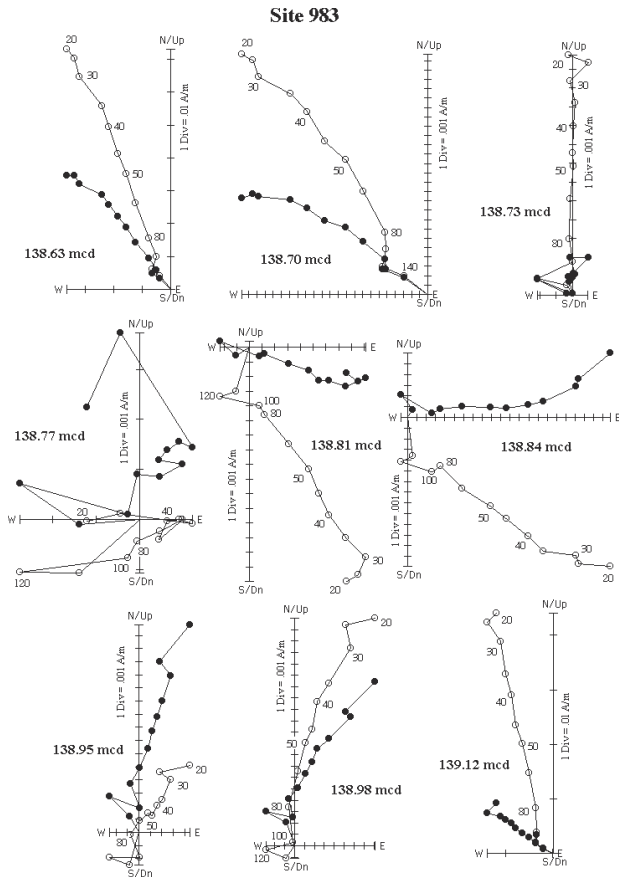 Site 983
20
30
40
50
80
N/Up
1 Div = .01 A/m
138.63 mcd
W
E
S/Dn
20
30
40
50
80
140
N/Up
1 Div = .001 A/m
138.70 mcd
W
E
S/Dn
N/Up
20
30
40
50
80
1 Div = .001 A/m
138.73 mcd
W
E
S/Dn
N/Up
1 Div = .001 A/m
138.77 mcd
W
20
40
E
80
100
120
S/Dn
N/Up
W
E
120
100
80
138.81 mcd
50
40
30
20
1 Div = .001 A/m
S/Dn
N/Up
W
E
138.84 mcd
100
80
50
40
30
20
1 Div = .001 A/m
S/Dn
N/Up
1 Div = .001 A/m
138.95 mcd
20
30
40
50
W
E
80
S/Dn
N/Up
20
30
40
50
1 Div = .001 A/m
138.98 mcd
80
100
W
E
120
S/Dn
N/Up
20
30
40
50
80
1 Div = .01 A/m
139.12 mcd
W
E
S/Dn